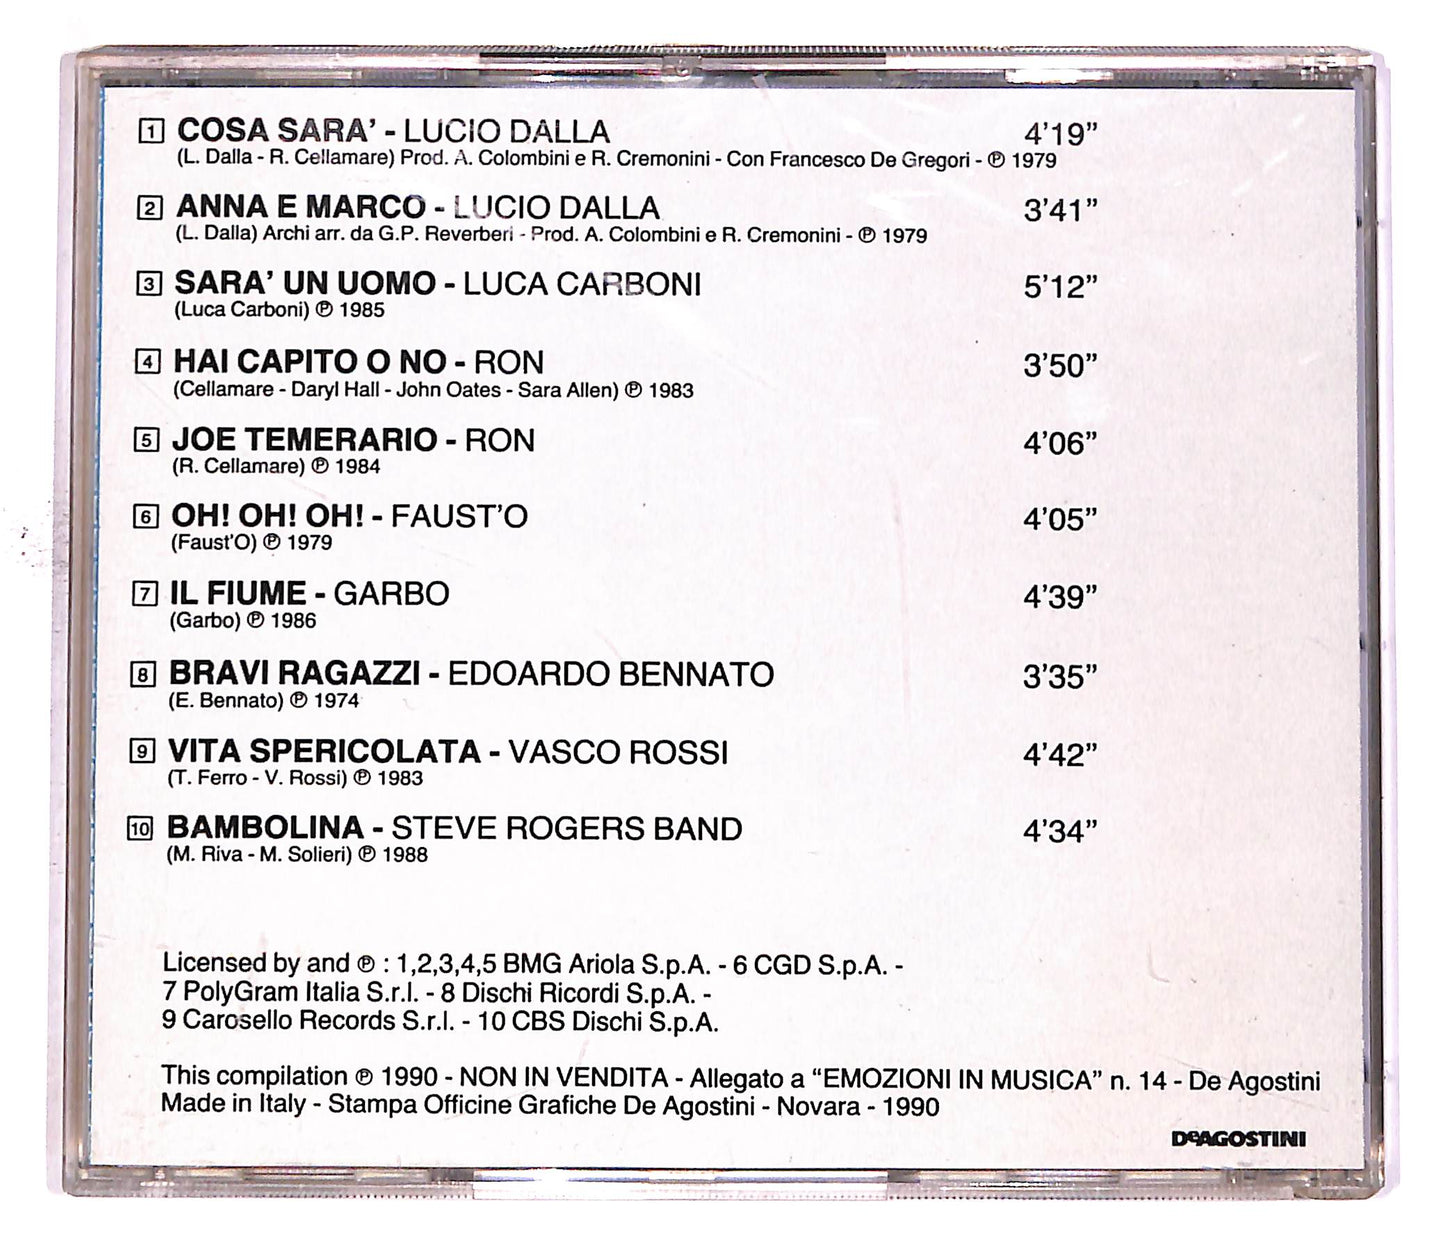 1 COSA SARA' - LUCIO DALLA 4'19"
(L. Dalla - R. Cellamare) Prod. A. Colombini e R. Cremonini - Con Francesco De Gregori - ℗ 1979
2 ANNA E MARCO - LUCIO DALLA 3'41"
(L. Dalla) Archi arr. da G.P. Reverberi - Prod. A. Colombini e R. Cremonini - ℗ 1979
3 SARA' UN UOMO - LUCA CARBONI 5'12"
(Luca Carboni) ℗ 1985
4 HAI CAPITO O NO - RON 3'50"
(Cellamare - Daryl Hall - John Oates - Sara Allen) ℗ 1983
5 JOE TEMERARIO - RON 4'06"
(R. Cellamare) ℗ 1984
6 OH! OH! OH! - FAUST'O 4'05"
(Faust'O) ℗ 1979
7 IL FIUME - GARBO 4'39"
(Garbo) ℗ 1986
8 BRAVI RAGAZZI - EDOARDO BENNATO 3'35"
(E. Bennato) ℗ 1974
9 VITA SPERICOLATA - VASCO ROSSI 4'42"
(T. Ferro - V. Rossi) ℗ 1983
10 BAMBOLINA - STEVE ROGERS BAND 4'34"
(M. Riva - M. Solieri) ℗ 1988
Licensed by and ℗ : 1,2,3,4,5 BMG Ariola S.p.A. - 6 CGD S.p.A. -
7 PolyGram Italia S.r.l. - 8 Dischi Ricordi S.p.A. -
9 Carosello Records S.r.l. - 10 CBS Dischi S.p.A.
This compilation ℗ 1990 - NON IN VENDITA - Allegato a "EMOZIONI IN MUSICA" n. 14 - De Agostini
Made in Italy - Stampa Officine Grafiche De Agostini - Novara - 1990
DeAGOSTINI